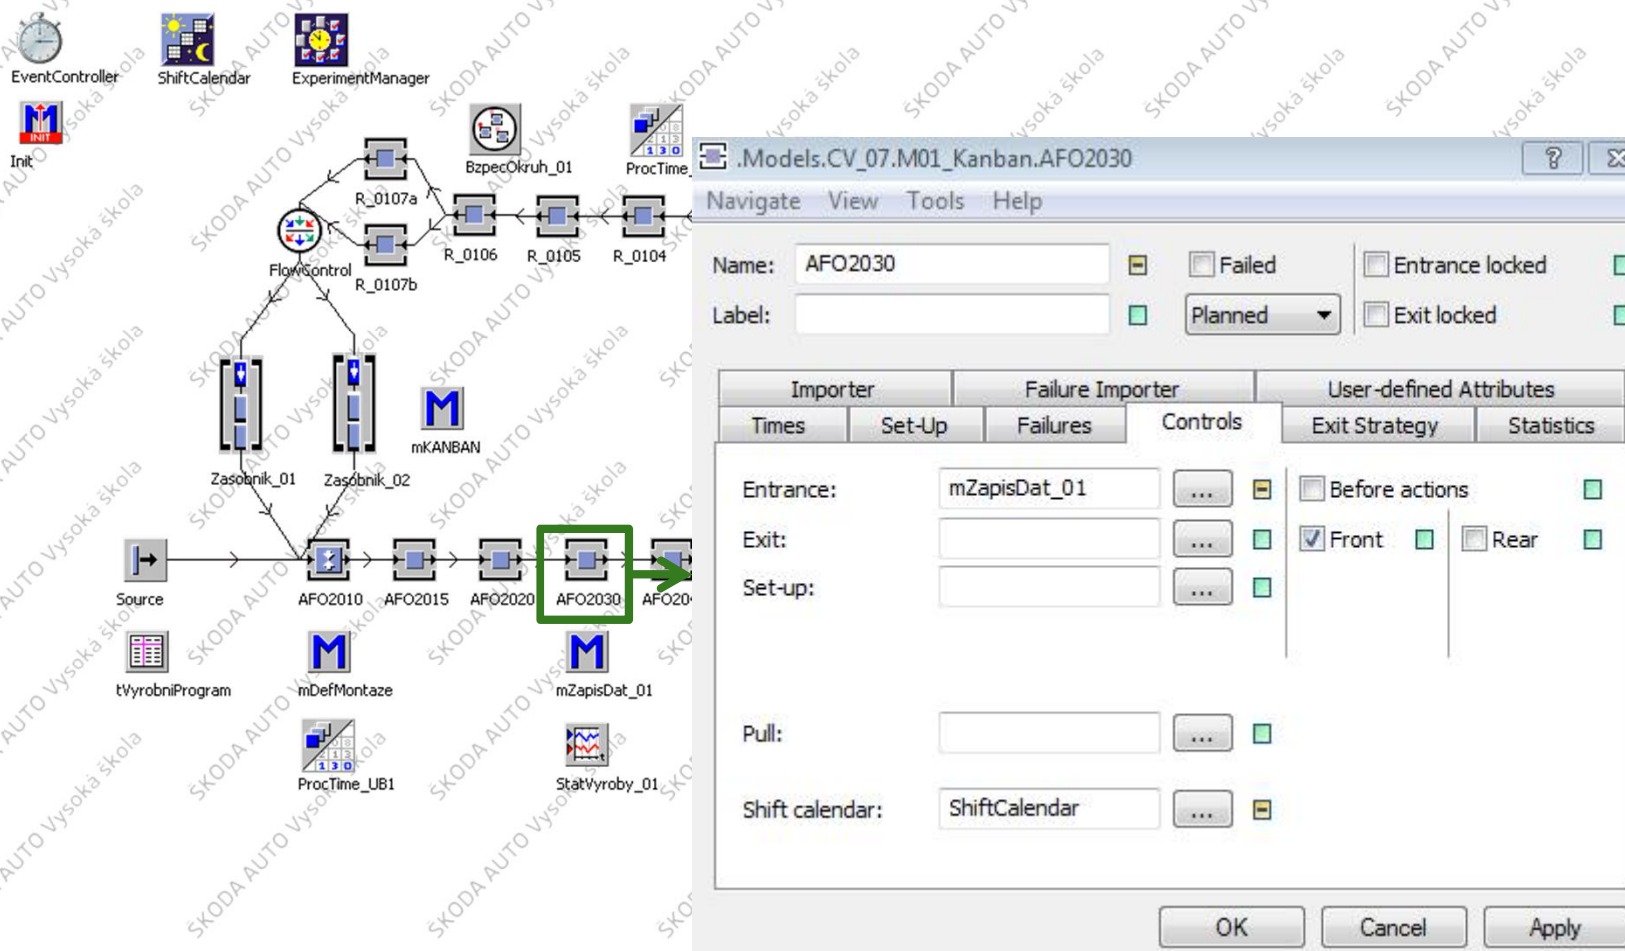 EventController
ShiftCalendar
ExperimentManager
INIT
Init
BzpecOkruh_01
ProcTime_
R_0107a
R_0106
R_0105
R_0104
FlowControl
R_0107b
mKANBAN
Zasobnik_01
Zasobnik_02
Source
AFO2010
AFO2015
AFO2020
AFO2030
AFO204
tVyrobniProgram
mDefMontaze
mZapisDat_01
ProcTime_UB1
StatVyroby_01
.Models.CV_07.M01_Kanban.AFO2030
Navigate View Tools Help
Name: AFO2030 Failed Entrance locked
Label: Planned Exit locked
Importer Failure Importer User-defined Attributes
Times Set-Up Failures Controls Exit Strategy Statistics
Entrance: mZapisDat_01 ... Before actions
Exit: ... Front Rear
Set-up: ...
Pull: ...
Shift calendar: ShiftCalendar ...
OK Cancel Apply
ŠKODA AUTO Vysoká škola